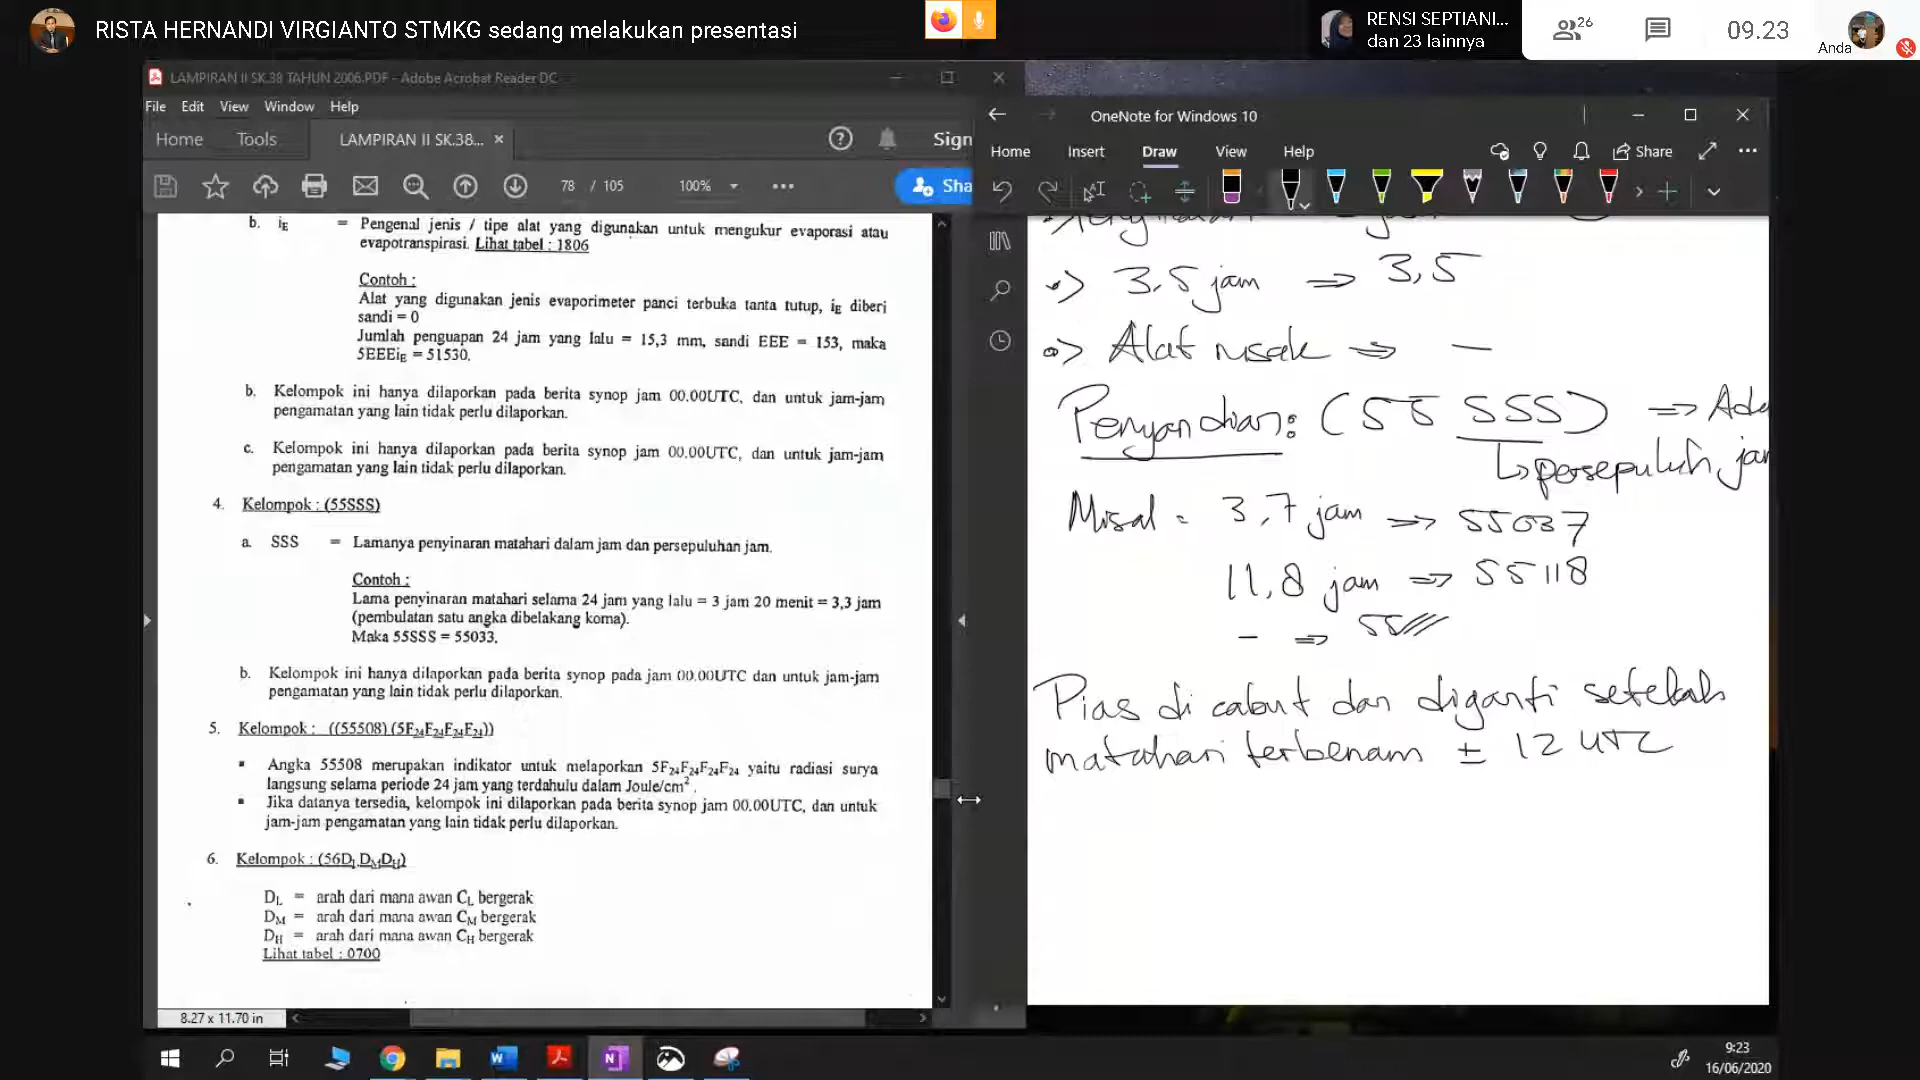 RISTA HERNANDI VIRGIANTO STMKG sedang melakukan presentasi
RENSI SEPTIANI...
dan 23 lainnya
26
09.23
Anda
LAMPIRAN II SK.38 TAHUN 2006.PDF - Adobe Acrobat Reader DC
File Edit View Window Help
Home Tools LAMPIRAN II SK.38... Sign
78 / 105 100% Sha
b. iE = Pengenal jenis / tipe alat yang digunakan untuk mengukur evaporasi atau
evapotranspirasi. Lihat tabel : 1806
Contoh :
Alat yang digunakan jenis evaporimeter panci terbuka tanta tutup, iE diberi
sandi = 0
Jumlah penguapan 24 jam yang lalu = 15,3 mm, sandi EEE = 153, maka
5EEEiE = 51530.
b. Kelompok ini hanya dilaporkan pada berita synop jam 00.00UTC, dan untuk jam-jam
pengamatan yang lain tidak perlu dilaporkan.
c. Kelompok ini hanya dilaporkan pada berita synop jam 00.00UTC, dan untuk jam-jam
pengamatan yang lain tidak perlu dilaporkan.
4. Kelompok : (55SSS)
a. SSS = Lamanya penyinaran matahari dalam jam dan persepuluhan jam.
Contoh :
Lama penyinaran matahari selama 24 jam yang lalu = 3 jam 20 menit = 3,3 jam
(pembulatan satu angka dibelakang koma).
Maka 55SSS = 55033.
b. Kelompok ini hanya dilaporkan pada berita synop pada jam 00.00UTC dan untuk jam-jam
pengamatan yang lain tidak perlu dilaporkan.
5. Kelompok : ((55508) (5F24F24F24F24))
▪ Angka 55508 merupakan indikator untuk melaporkan 5F24F24F24F24 yaitu radiasi surya
langsung selama periode 24 jam yang terdahulu dalam Joule/cm².
▪ Jika datanya tersedia, kelompok ini dilaporkan pada berita synop jam 00.00UTC, dan untuk
jam-jam pengamatan yang lain tidak perlu dilaporkan.
6. Kelompok : (56DLDMDH)
DL = arah dari mana awan CL bergerak
DM = arah dari mana awan CM bergerak
DH = arah dari mana awan CH bergerak
Lihat tabel : 0700
8.27 x 11.70 in
OneNote for Windows 10
Home Insert Draw View Help Share
3,5 jam => 3,5
Alat rusak => -
Penyandian: (55 SSS) => Ada
persepuluh jam
Misal = 3,7 jam => 55037
11,8 jam => 55118
- => 55///
Pias di cabut dan diganti setelah
matahari terbenam ± 12 UTC
9:23
16/06/2020